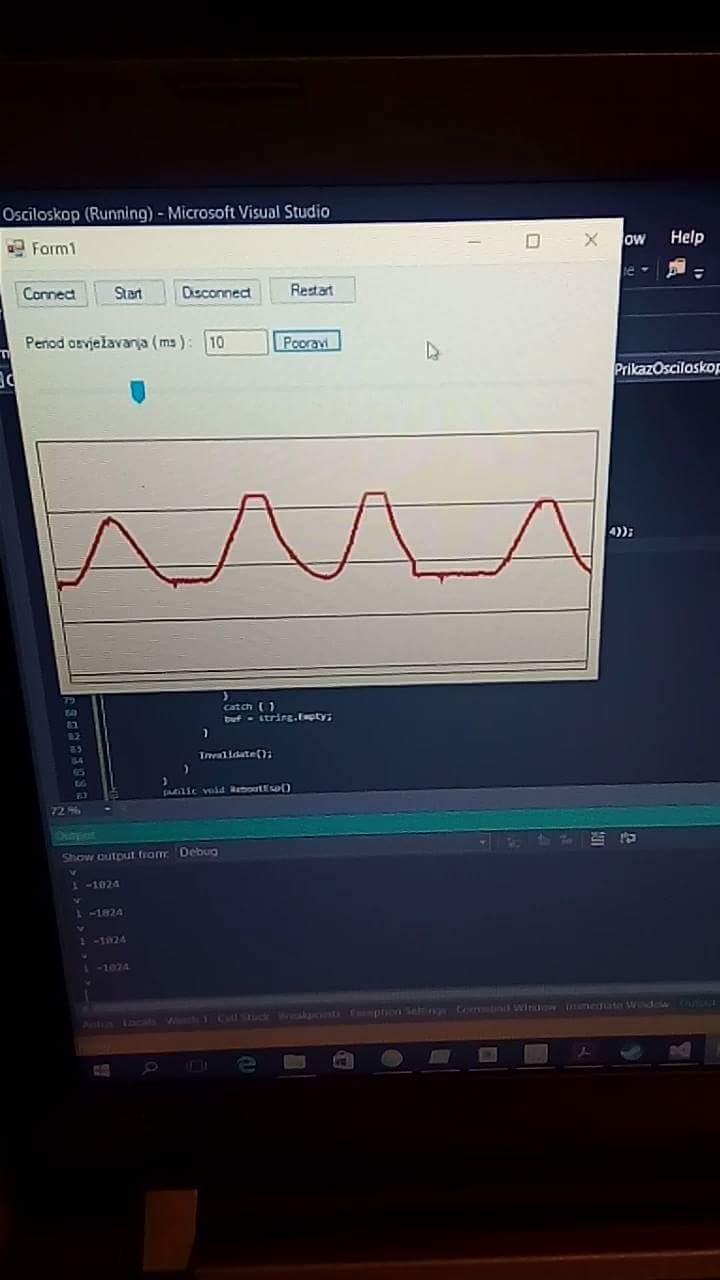 Osciloskop (Running) - Microsoft Visual Studio
Form1
ow Help
Connect Start Disconnect Restart
Period osvježavanja ( ms ) : 10 Popravi
PrikazOsciloskop
4));
79 }
80 catch { }
81 buf = string.Empty;
82 }
83
84 Invalidate();
85 }
86 }
87 public void RebootEsp()
72 %
Output
Show output from: Debug
v
1 -1024
v
1 -1024
v
1 -1024
v
1 -1024
v
Autos Locals Watch 1 Call Stack Breakpoints Exception Settings Command Window Immediate Window Output